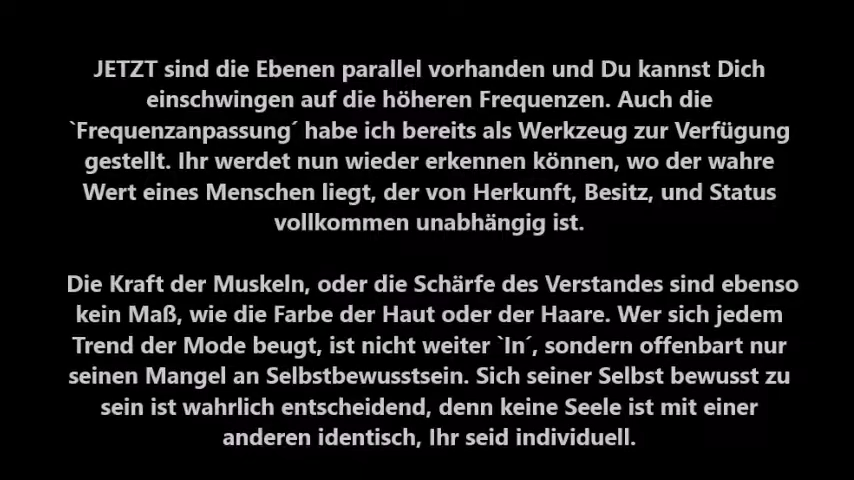 JETZT sind die Ebenen parallel vorhanden und Du kannst Dich
einschwingen auf die höheren Frequenzen. Auch die
`Frequenzanpassung´ habe ich bereits als Werkzeug zur Verfügung
gestellt. Ihr werdet nun wieder erkennen können, wo der wahre
Wert eines Menschen liegt, der von Herkunft, Besitz, und Status
vollkommen unabhängig ist.
Die Kraft der Muskeln, oder die Schärfe des Verstandes sind ebenso
kein Maß, wie die Farbe der Haut oder der Haare. Wer sich jedem
Trend der Mode beugt, ist nicht weiter `In´, sondern offenbart nur
seinen Mangel an Selbstbewusstsein. Sich seiner Selbst bewusst zu
sein ist wahrlich entscheidend, denn keine Seele ist mit einer
anderen identisch, Ihr seid individuell.